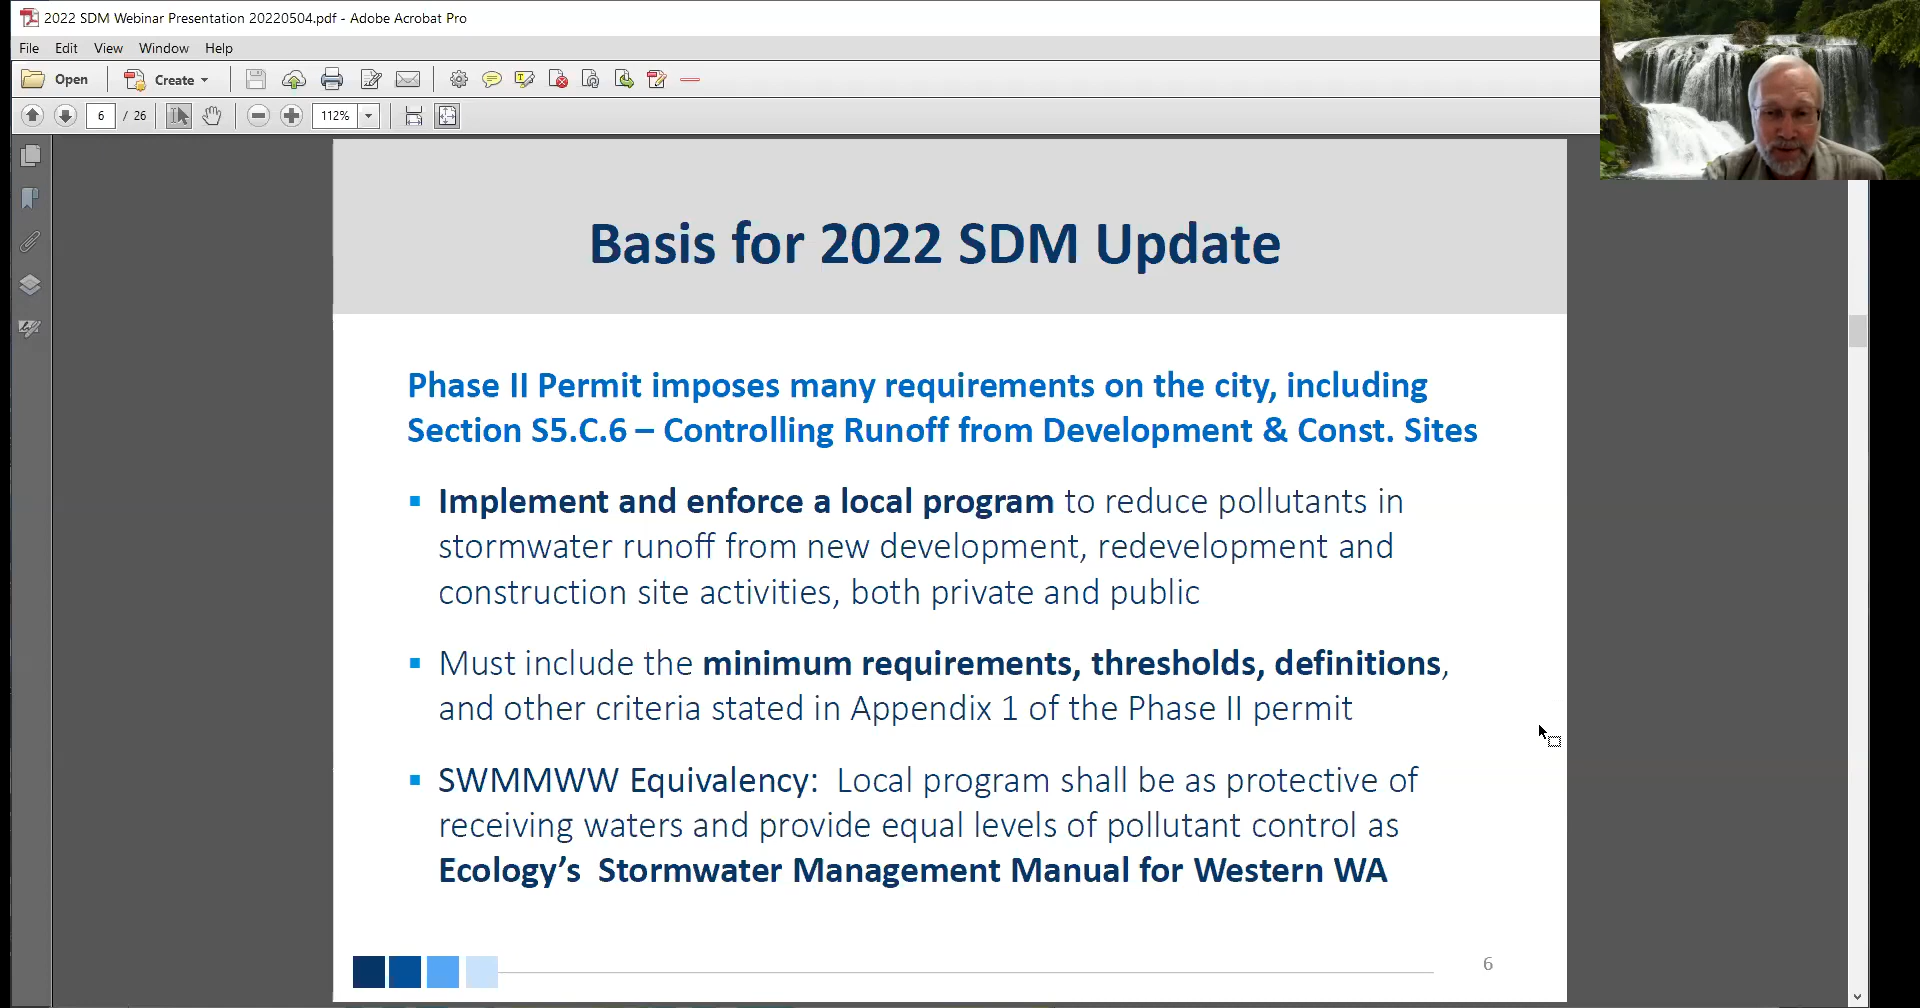 2022 SDM Webinar Presentation 20220504.pdf - Adobe Acrobat Pro
File Edit View Window Help
Open Create
6 / 26 112%
Basis for 2022 SDM Update
Phase II Permit imposes many requirements on the city, including
Section S5.C.6 – Controlling Runoff from Development & Const. Sites
▪ Implement and enforce a local program to reduce pollutants in
stormwater runoff from new development, redevelopment and
construction site activities, both private and public
▪ Must include the minimum requirements, thresholds, definitions,
and other criteria stated in Appendix 1 of the Phase II permit
▪ SWMMWW Equivalency: Local program shall be as protective of
receiving waters and provide equal levels of pollutant control as
Ecology’s Stormwater Management Manual for Western WA
6